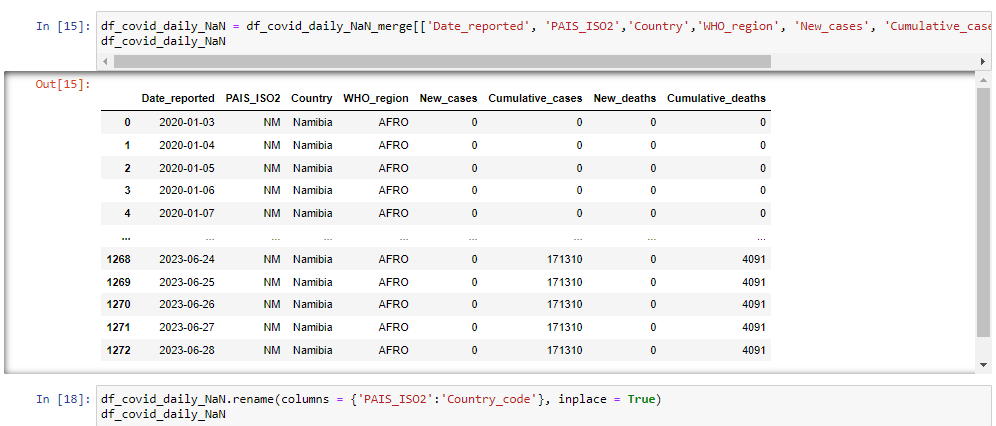 In [15]: df_covid_daily_NaN = df_covid_daily_NaN_merge[['Date_reported', 'PAIS_ISO2','Country','WHO_region', 'New_cases', 'Cumulative_case
df_covid_daily_NaN
Out[15]:
Date_reported PAIS_ISO2 Country WHO_region New_cases Cumulative_cases New_deaths Cumulative_deaths
0 2020-01-03 NM Namibia AFRO 0 0 0 0
1 2020-01-04 NM Namibia AFRO 0 0 0 0
2 2020-01-05 NM Namibia AFRO 0 0 0 0
3 2020-01-06 NM Namibia AFRO 0 0 0 0
4 2020-01-07 NM Namibia AFRO 0 0 0 0
... ... ... ... ... ... ... ... ...
1268 2023-06-24 NM Namibia AFRO 0 171310 0 4091
1269 2023-06-25 NM Namibia AFRO 0 171310 0 4091
1270 2023-06-26 NM Namibia AFRO 0 171310 0 4091
1271 2023-06-27 NM Namibia AFRO 0 171310 0 4091
1272 2023-06-28 NM Namibia AFRO 0 171310 0 4091
In [18]: df_covid_daily_NaN.rename(columns = {'PAIS_ISO2':'Country_code'}, inplace = True)
df_covid_daily_NaN